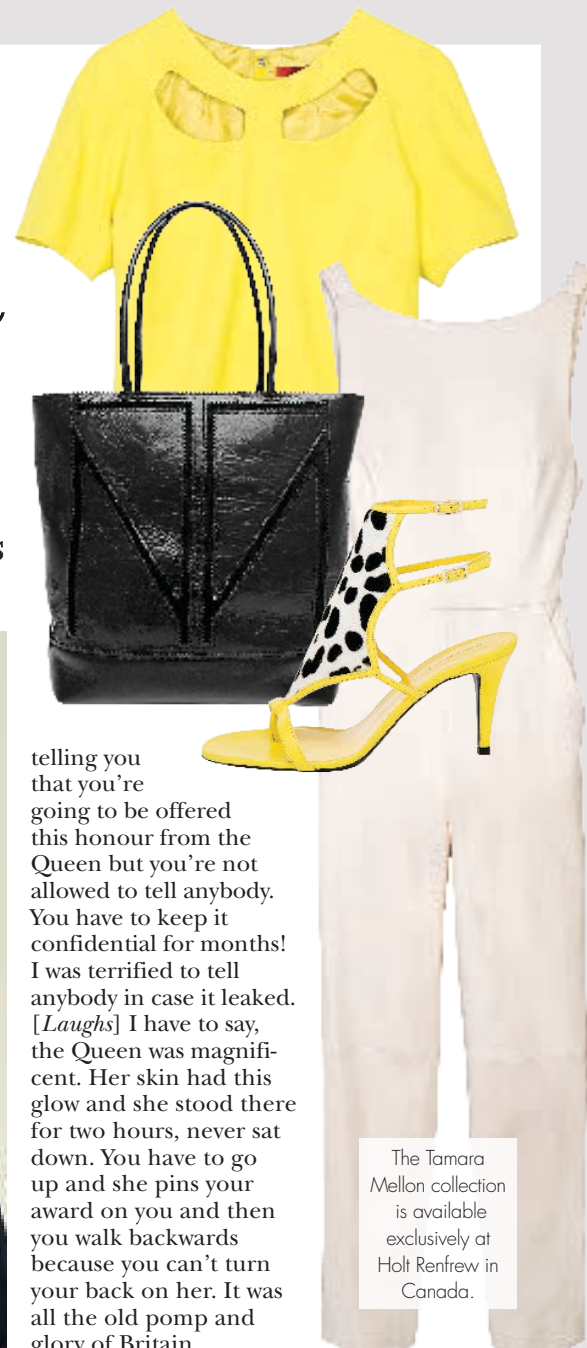 telling you
that you're
going to be offered
this honour from the
Queen but you're not
allowed to tell anybody.
You have to keep it
confidential for months!
I was terrified to tell
anybody in case it leaked.
[Laughs] I have to say,
the Queen was magnifi-
cent. Her skin had this
glow and she stood there
for two hours, never sat
down. You have to go
up and she pins your
award on you and then
you walk backwards
because you can't turn
your back on her. It was
all the old pomp and
glory of Britain
The Tamara
Mellon collection
is available
exclusively at
Holt Renfrew in
Canada.